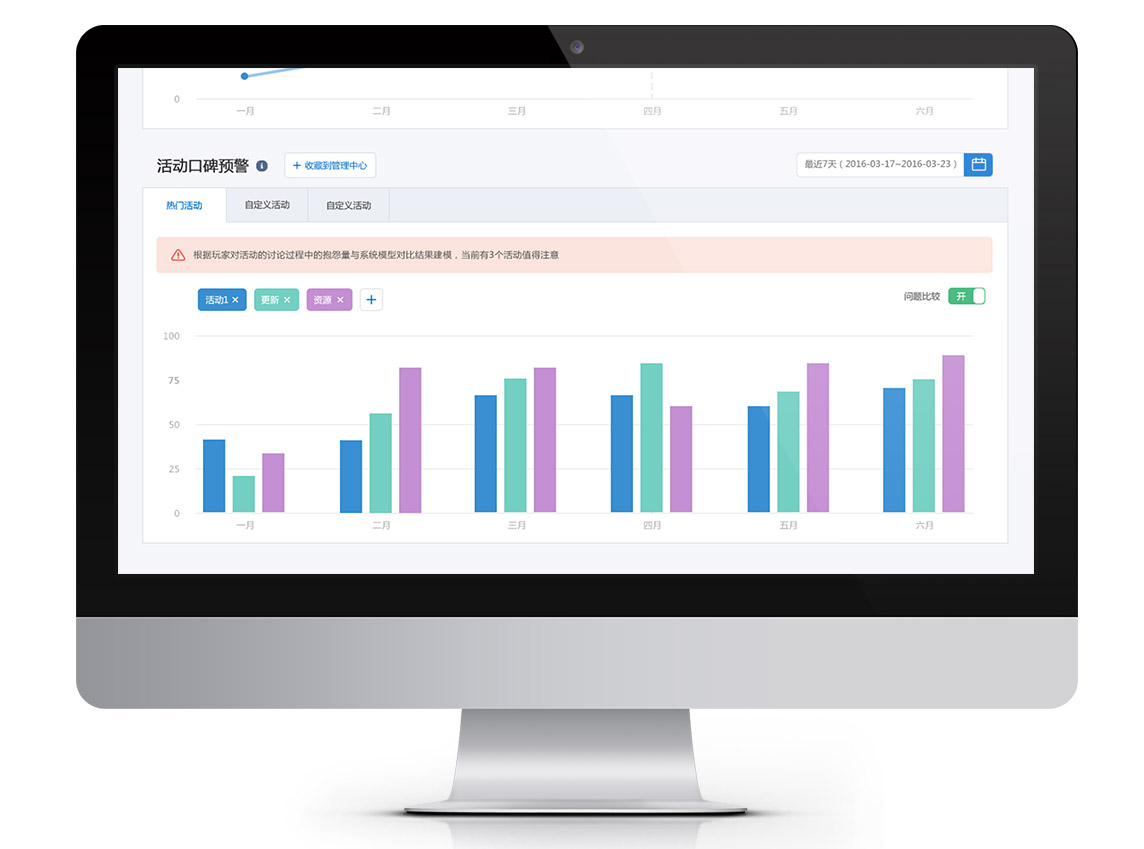 0
一月 二月 三月 四月 五月 六月
活动口碑预警 i + 收藏到管理中心 最近7天 ( 2016-03-17~2016-03-23 )
热门活动 自定义活动 自定义活动
根据玩家对活动的讨论过程中的抱怨量与系统模型对比结果建模，当前有3个活动值得注意
活动1 × 更新 × 资源 × + 问题比较 开
100
75
50
25
0
一月 二月 三月 四月 五月 六月